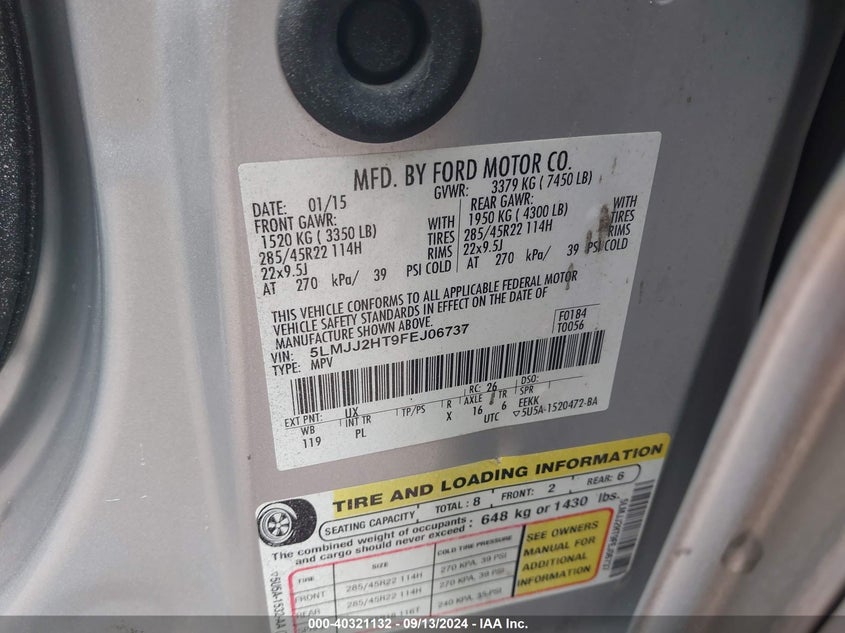 MFD. BY FORD MOTOR CO.
DATE: 01/15 GVWR: 3379 KG ( 7450 LB)
FRONT GAWR: REAR GAWR:
1520 KG ( 3350 LB) WITH 1950 KG ( 4300 LB) WITH
285/45R22 114H TIRES 285/45R22 114H TIRES
22x9.5J RIMS 22x9.5J RIMS
AT 270 kPa/ 39 PSI COLD AT 270 kPa/ 39 PSI COLD
THIS VEHICLE CONFORMS TO ALL APPLICABLE FEDERAL MOTOR
VEHICLE SAFETY STANDARDS IN EFFECT ON THE DATE OF
MANUFACTURE SHOWN ABOVE.
VIN: 5LMJJ2HT9FEJ06737 F0184
TYPE: MPV T0056
EXT PNT: UX RC: 26 DSO:
WB INT TR TP/PS R AXLE TR SPR
119 PL X 16 6 EEKK
UTC ▽5U5A-1520472-BA
TIRE AND LOADING INFORMATION
SEATING CAPACITY TOTAL : 8 FRONT: 2 REAR: 6
The combined weight of occupants and cargo should never exceed : 648 kg or 1430 lbs.
TIRE SIZE COLD TIRE PRESSURE
FRONT 285/45R22 114H 270 KPA, 39 PSI
REAR 285/45R22 114H 270 KPA, 39 PSI
116T 240 KPA, 35 PSI
SEE OWNERS
MANUAL FOR
ADDITIONAL
INFORMATION
000-40321132 - 09/13/2024 - IAA Inc.